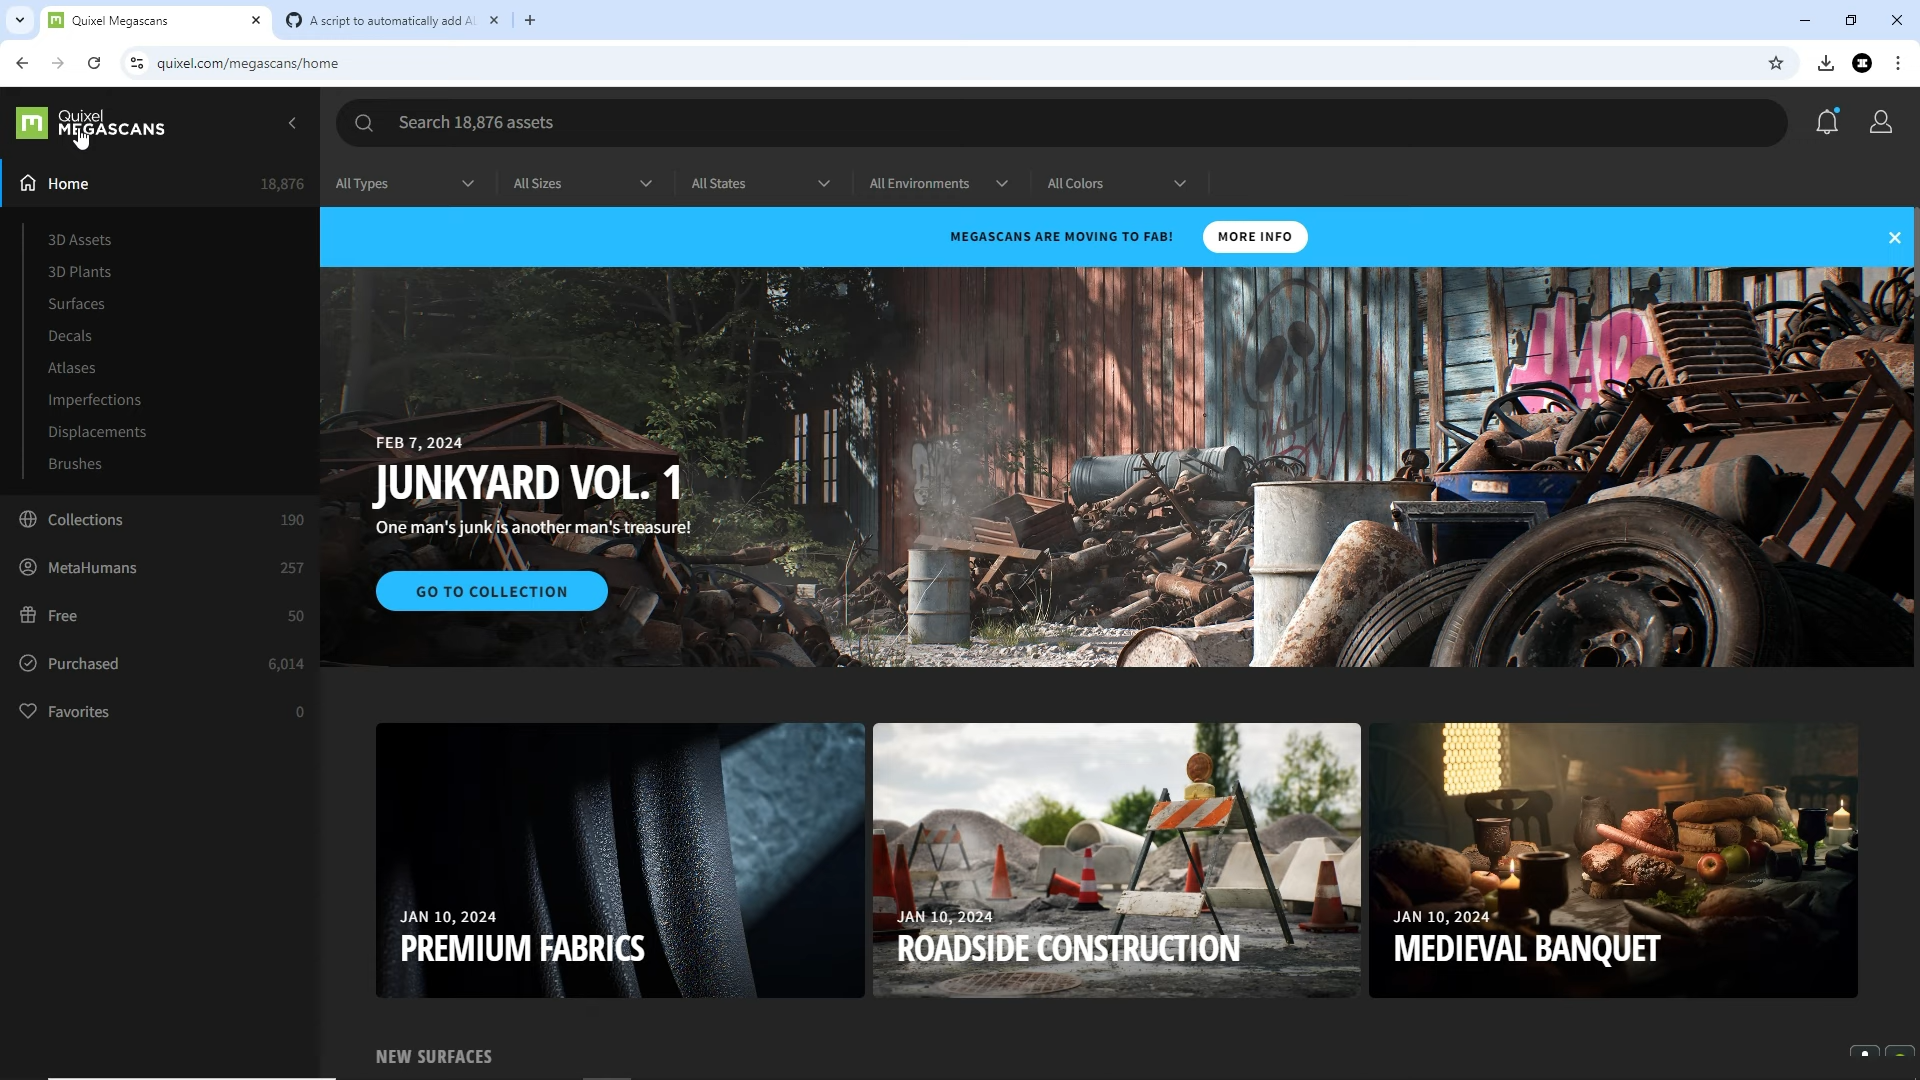 Quixel Megascans
A script to automatically add AL
quixel.com/megascans/home
Quixel
MEGASCANS
Search 18,876 assets
Home 18,876
All Types
All Sizes
All States
All Environments
All Colors
MEGASCANS ARE MOVING TO FAB!
MORE INFO
3D Assets
3D Plants
Surfaces
Decals
Atlases
Imperfections
Displacements
Brushes
Collections 190
MetaHumans 257
Free 50
Purchased 6,014
Favorites 0
FEB 7, 2024
JUNKYARD VOL. 1
One man's junk is another man's treasure!
GO TO COLLECTION
JAN 10, 2024
PREMIUM FABRICS
JAN 10, 2024
ROADSIDE CONSTRUCTION
JAN 10, 2024
MEDIEVAL BANQUET
NEW SURFACES